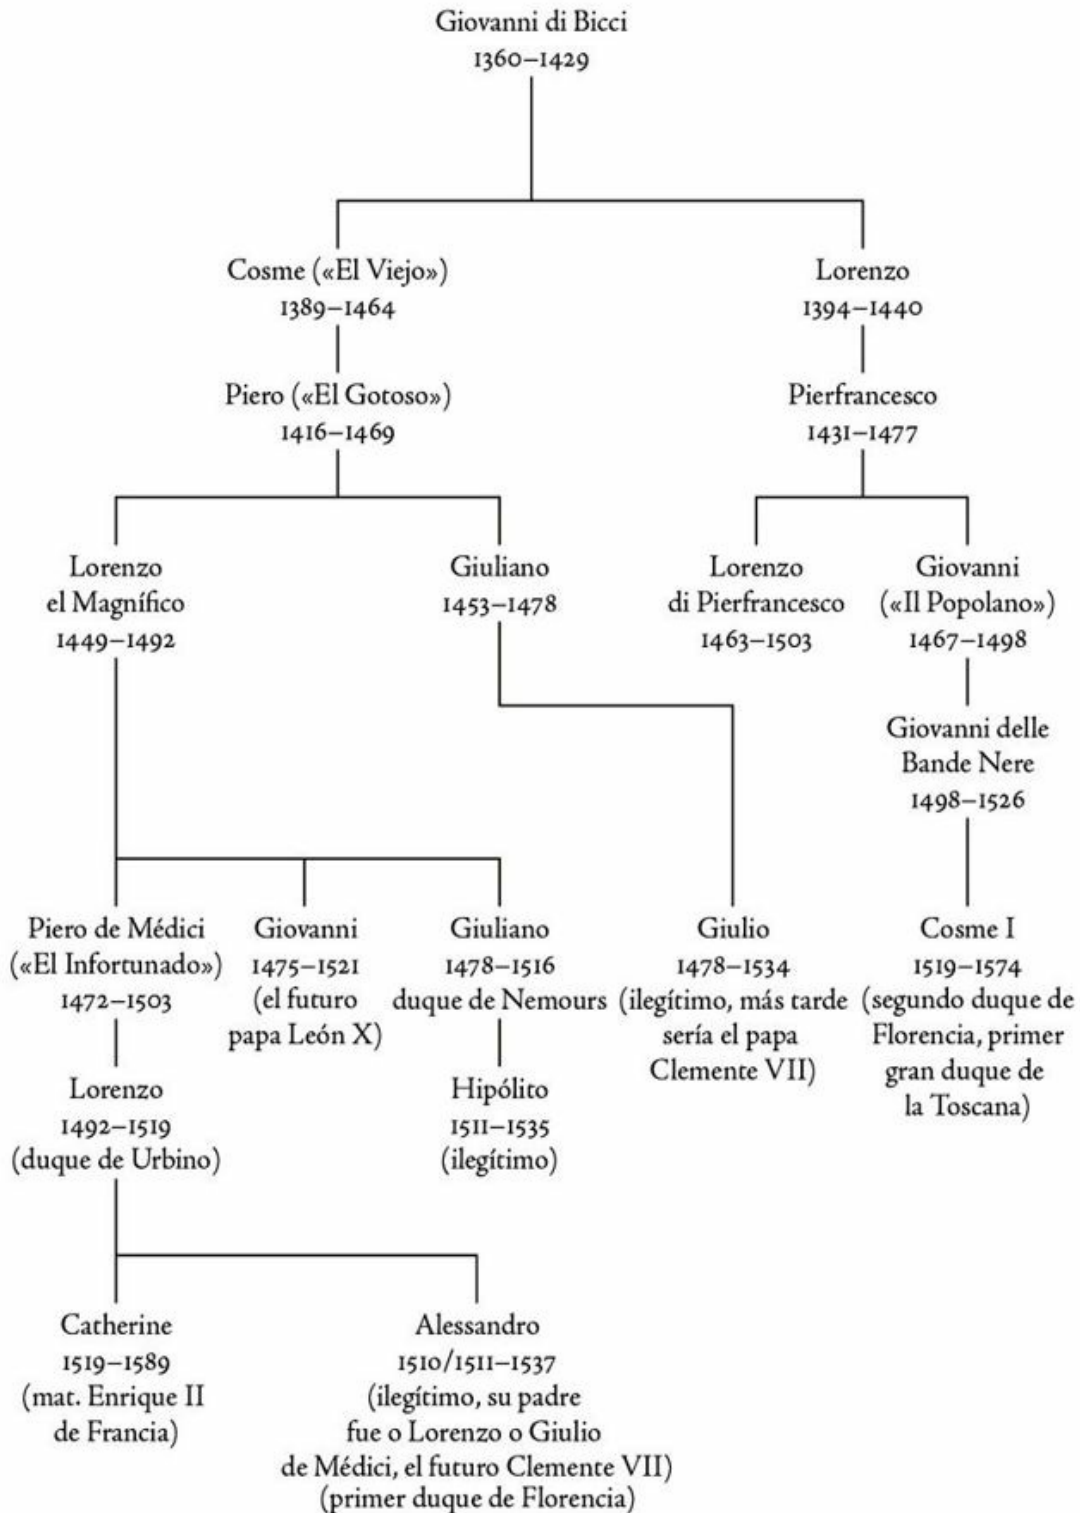 Giovanni di Bicci
1360–1429
Cosme («El Viejo»)
1389–1464
Lorenzo
1394–1440
Piero («El Gotoso»)
1416–1469
Pierfrancesco
1431–1477
Lorenzo
el Magnífico
1449–1492
Giuliano
1453–1478
Lorenzo
di Pierfrancesco
1463–1503
Giovanni
(«Il Popolano»)
1467–1498
Giovanni delle
Bande Nere
1498–1526
Piero de Médici
(«El Infortunado»)
1472–1503
Giovanni
1475–1521
(el futuro
papa León X)
Giuliano
1478–1516
duque de Nemours
Giulio
1478–1534
(ilegítimo, más tarde
sería el papa
Clemente VII)
Cosme I
1519–1574
(segundo duque de
Florencia, primer
gran duque de
la Toscana)
Lorenzo
1492–1519
(duque de Urbino)
Hipólito
1511–1535
(ilegítimo)
Catherine
1519–1589
(mat. Enrique II
de Francia)
Alessandro
1510/1511–1537
(ilegítimo, su padre
fue o Lorenzo o Giulio
de Médici, el futuro Clemente VII)
(primer duque de Florencia)